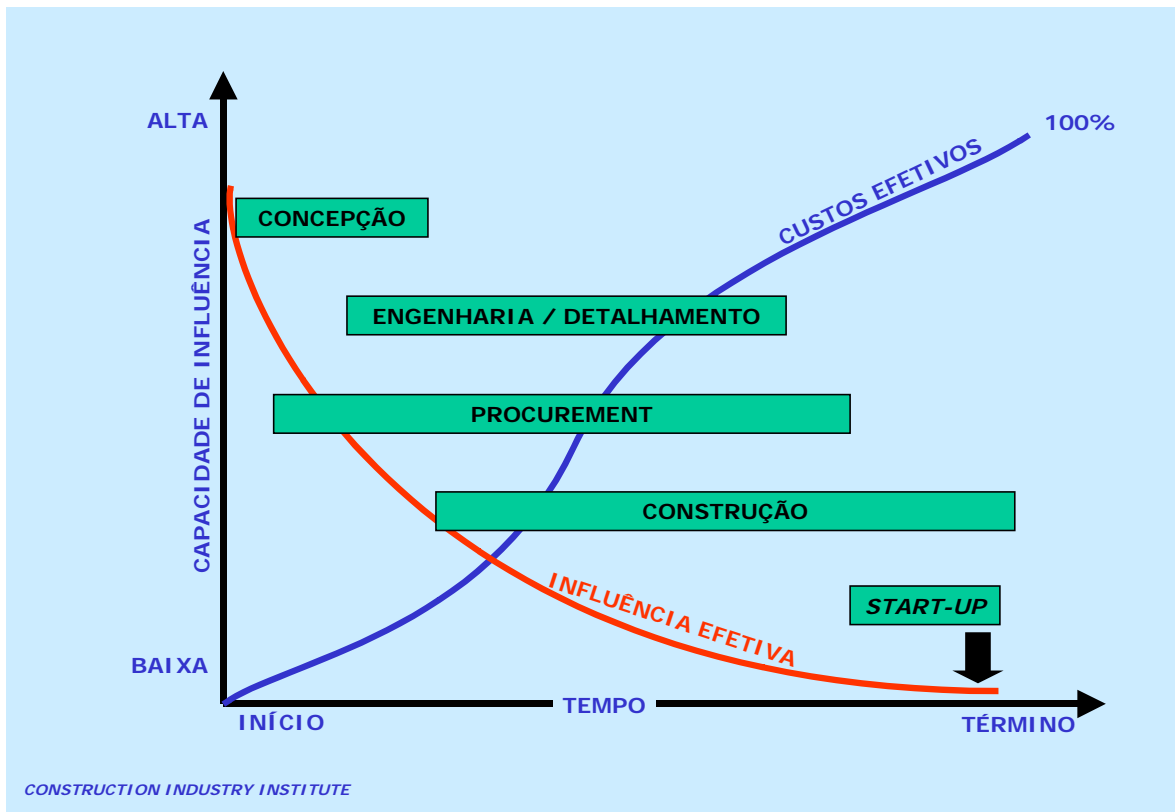 ALTA
100%
CUSTOS EFETIVOS
CONCEPÇÃO
CAPACIDADE DE INFLUÊNCIA
ENGENHARIA / DETALHAMENTO
PROCUREMENT
CONSTRUÇÃO
INFLUÊNCIA EFETIVA
START-UP
BAIXA
INÍCIO
TEMPO
TÉRMINO
CONSTRUCTION INDUSTRY INSTITUTE